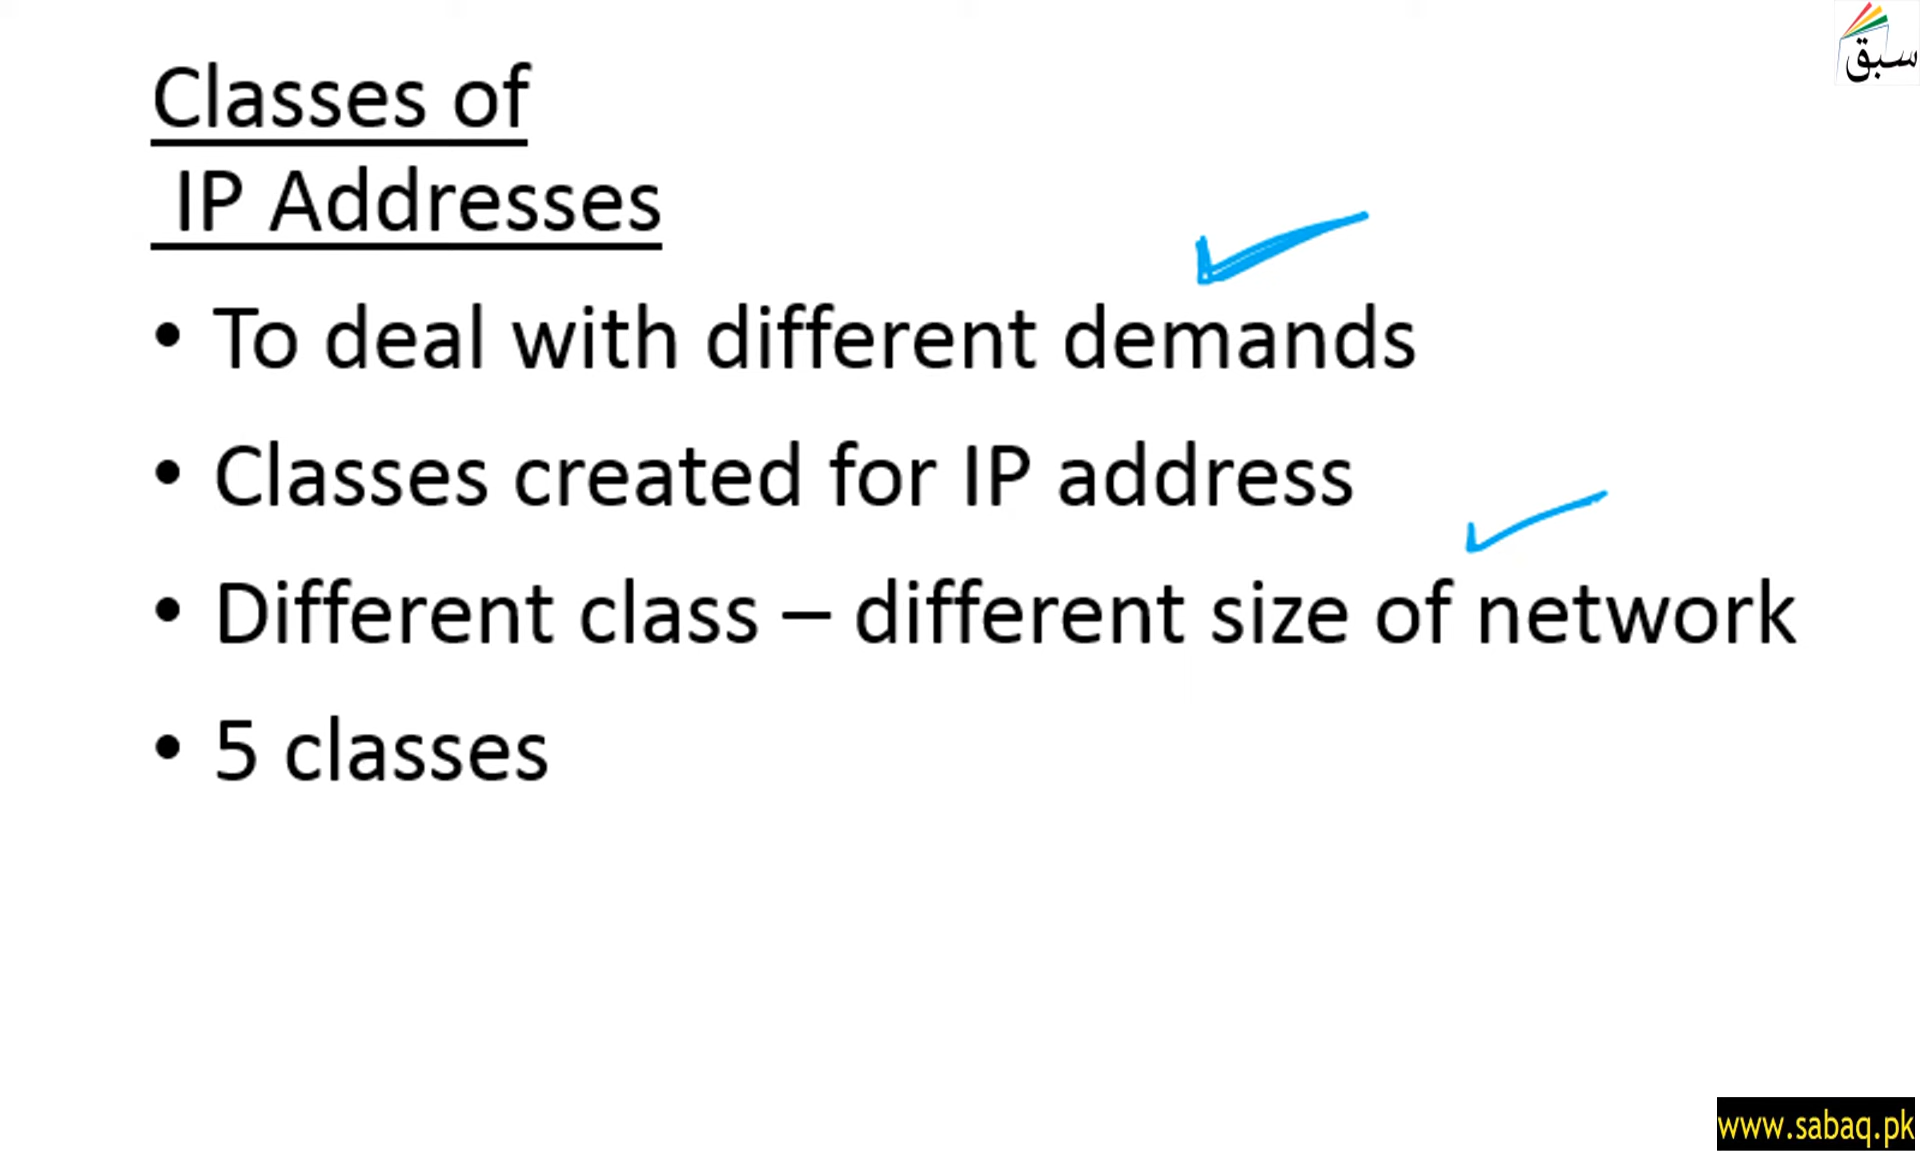 سبق
Classes of
IP Addresses
• To deal with different demands
• Classes created for IP address
• Different class – different size of network
• 5 classes
www.sabaq.pk